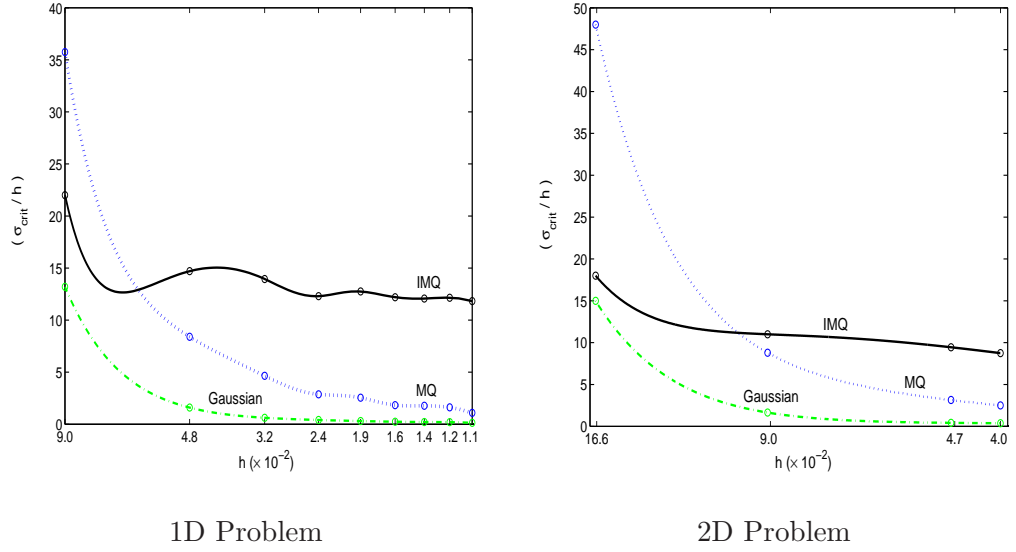 40
35
30
25
20
15
10
5
0
( σcrit / h )
IMQ
MQ
Gaussian
9.0 4.8 3.2 2.4 1.9 1.6 1.4 1.2 1.1
h (× 10⁻²)
1D Problem
50
45
40
35
30
25
20
15
10
5
0
( σcrit / h )
IMQ
MQ
Gaussian
16.6 9.0 4.7 4.0
h (× 10⁻²)
2D Problem